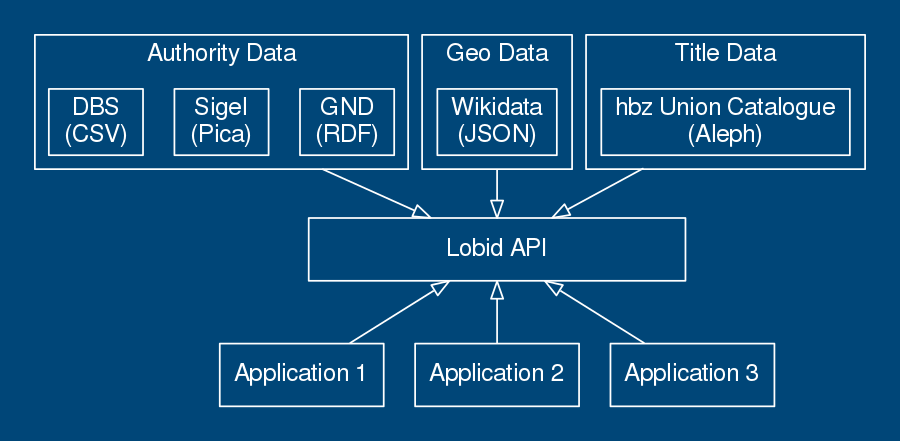 Authority Data
Geo Data
Title Data
DBS
(CSV)
Sigel
(Pica)
GND
(RDF)
Wikidata
(JSON)
hbz Union Catalogue
(Aleph)
Lobid API
Application 1
Application 2
Application 3